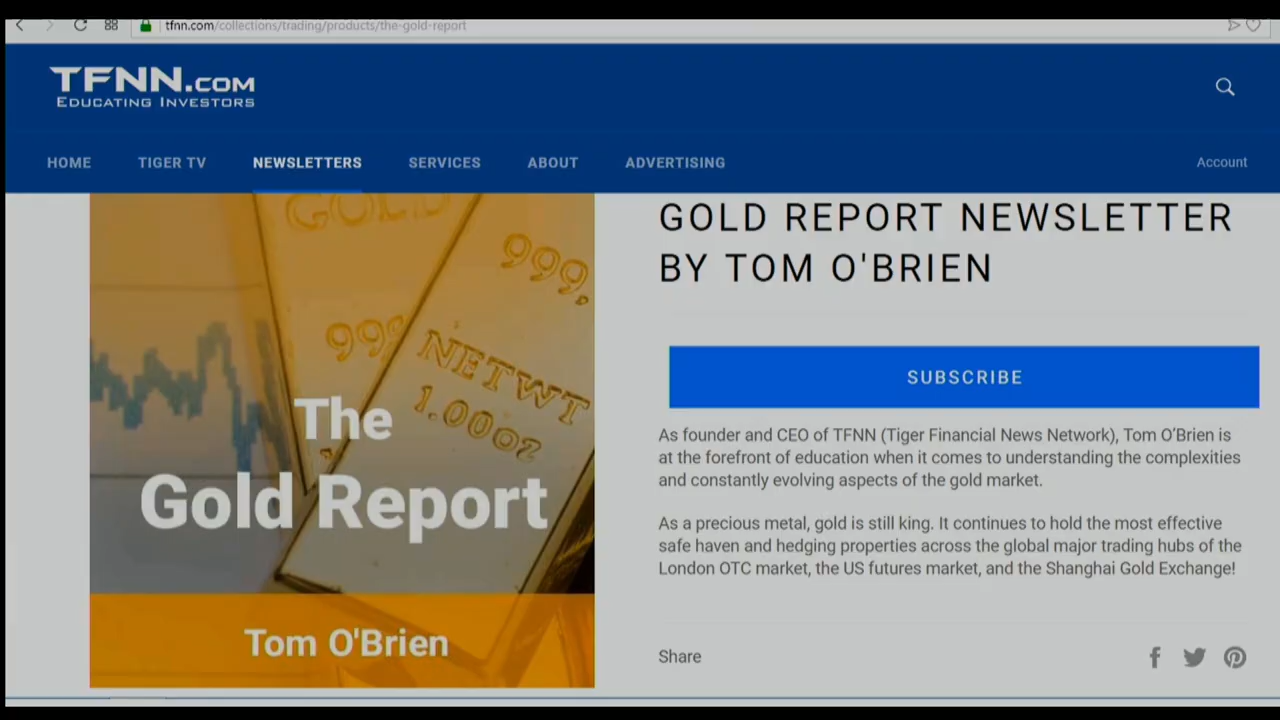 tfnn.com/collections/trading/products/the-gold-report
TFNN.COM
EDUCATING INVESTORS
HOME TIGER TV NEWSLETTERS SERVICES ABOUT ADVERTISING Account
GOLD
999.
999
NETWT
1.00oz
The
Gold Report
Tom O'Brien
GOLD REPORT NEWSLETTER
BY TOM O'BRIEN
SUBSCRIBE
As founder and CEO of TFNN (Tiger Financial News Network), Tom O’Brien is
at the forefront of education when it comes to understanding the complexities
and constantly evolving aspects of the gold market.
As a precious metal, gold is still king. It continues to hold the most effective
safe haven and hedging properties across the global major trading hubs of the
London OTC market, the US futures market, and the Shanghai Gold Exchange!
Share